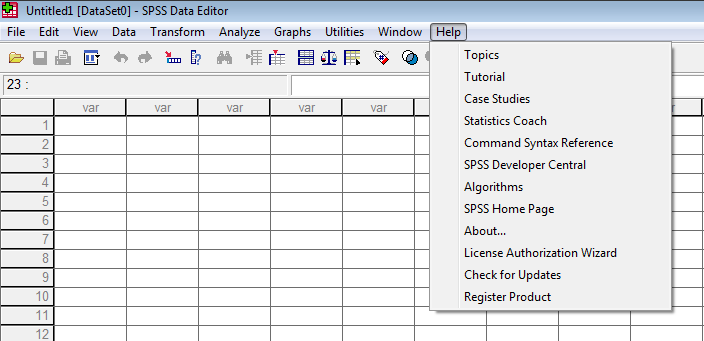 Untitled1 [DataSet0] - SPSS Data Editor
File Edit View Data Transform Analyze Graphs Utilities Window Help
23 :
var var var var var
1
2
3
4
5
6
7
8
9
10
11
12
Topics
Tutorial
Case Studies
Statistics Coach
Command Syntax Reference
SPSS Developer Central
Algorithms
SPSS Home Page
About...
License Authorization Wizard
Check for Updates
Register Product